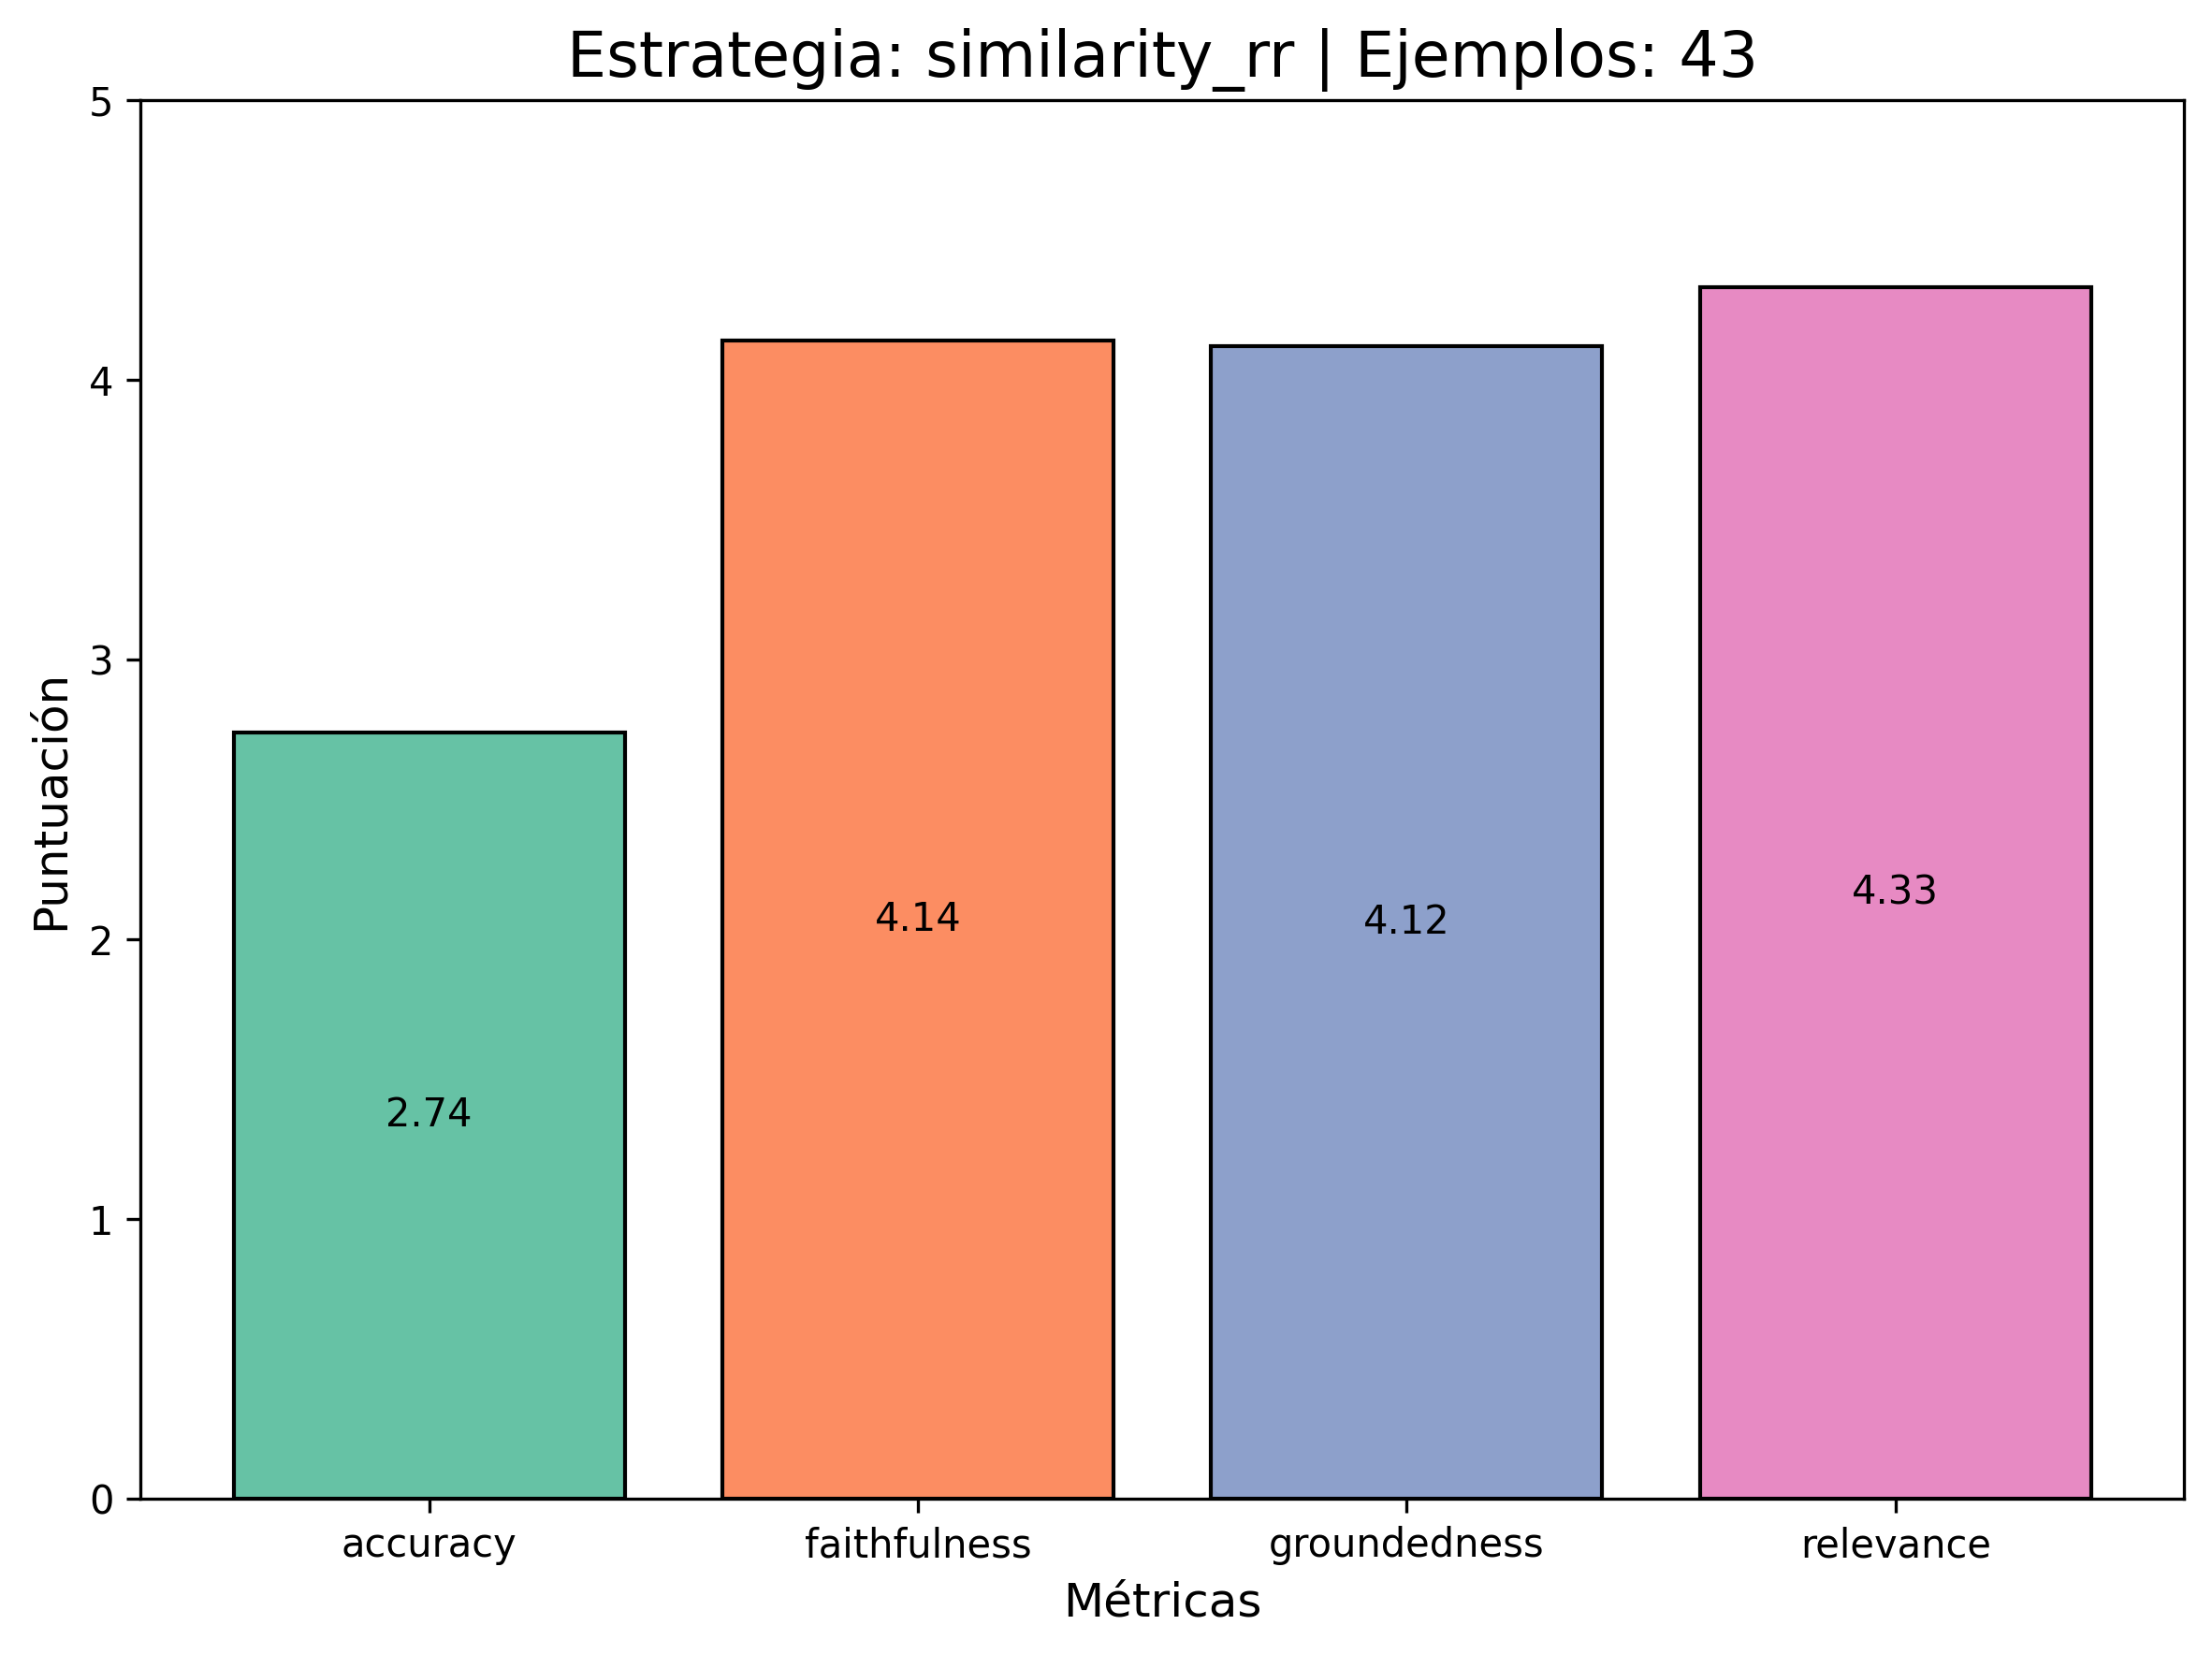 Estrategia: similarity_rr | Ejemplos: 43
5
4
3
2
1
0
Puntuación
2.74
4.14
4.12
4.33
accuracy
faithfulness
groundedness
relevance
Métricas